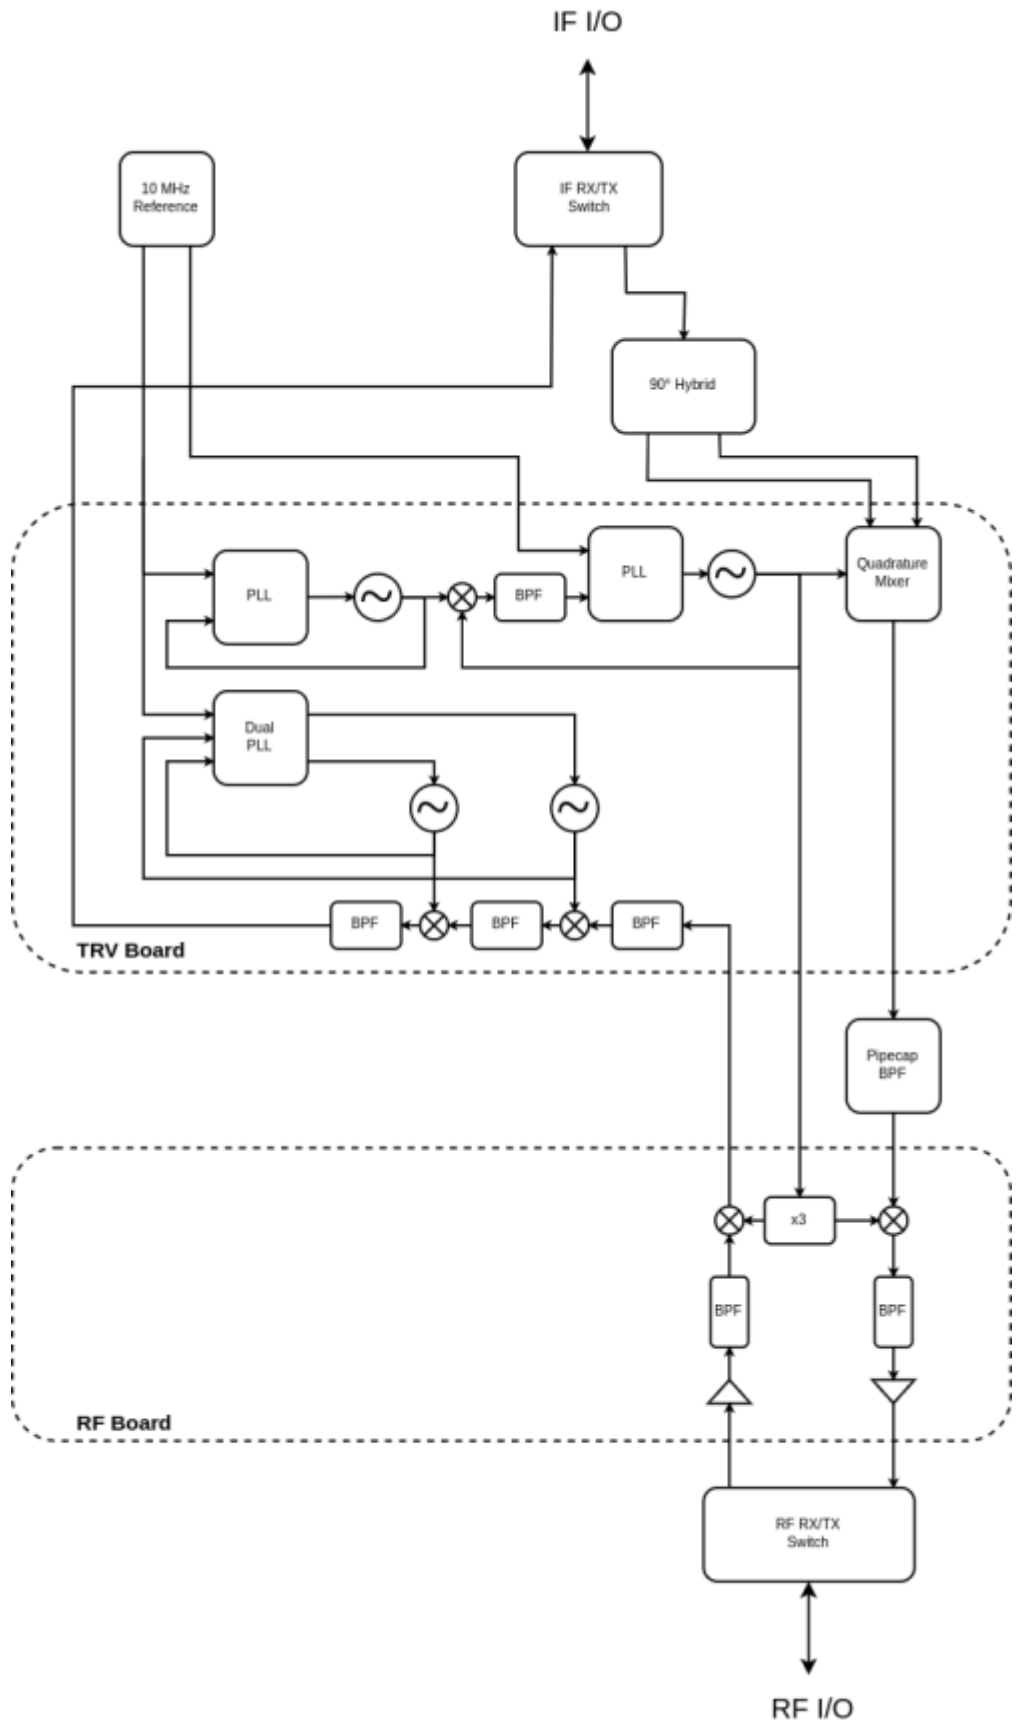 IF I/O
10 MHz
Reference
IF RX/TX
Switch
90° Hybrid
PLL
BPF
PLL
Quadrature
Mixer
Dual
PLL
BPF
BPF
BPF
TRV Board
Pipecap
BPF
x3
BPF
BPF
RF Board
RF RX/TX
Switch
RF I/O